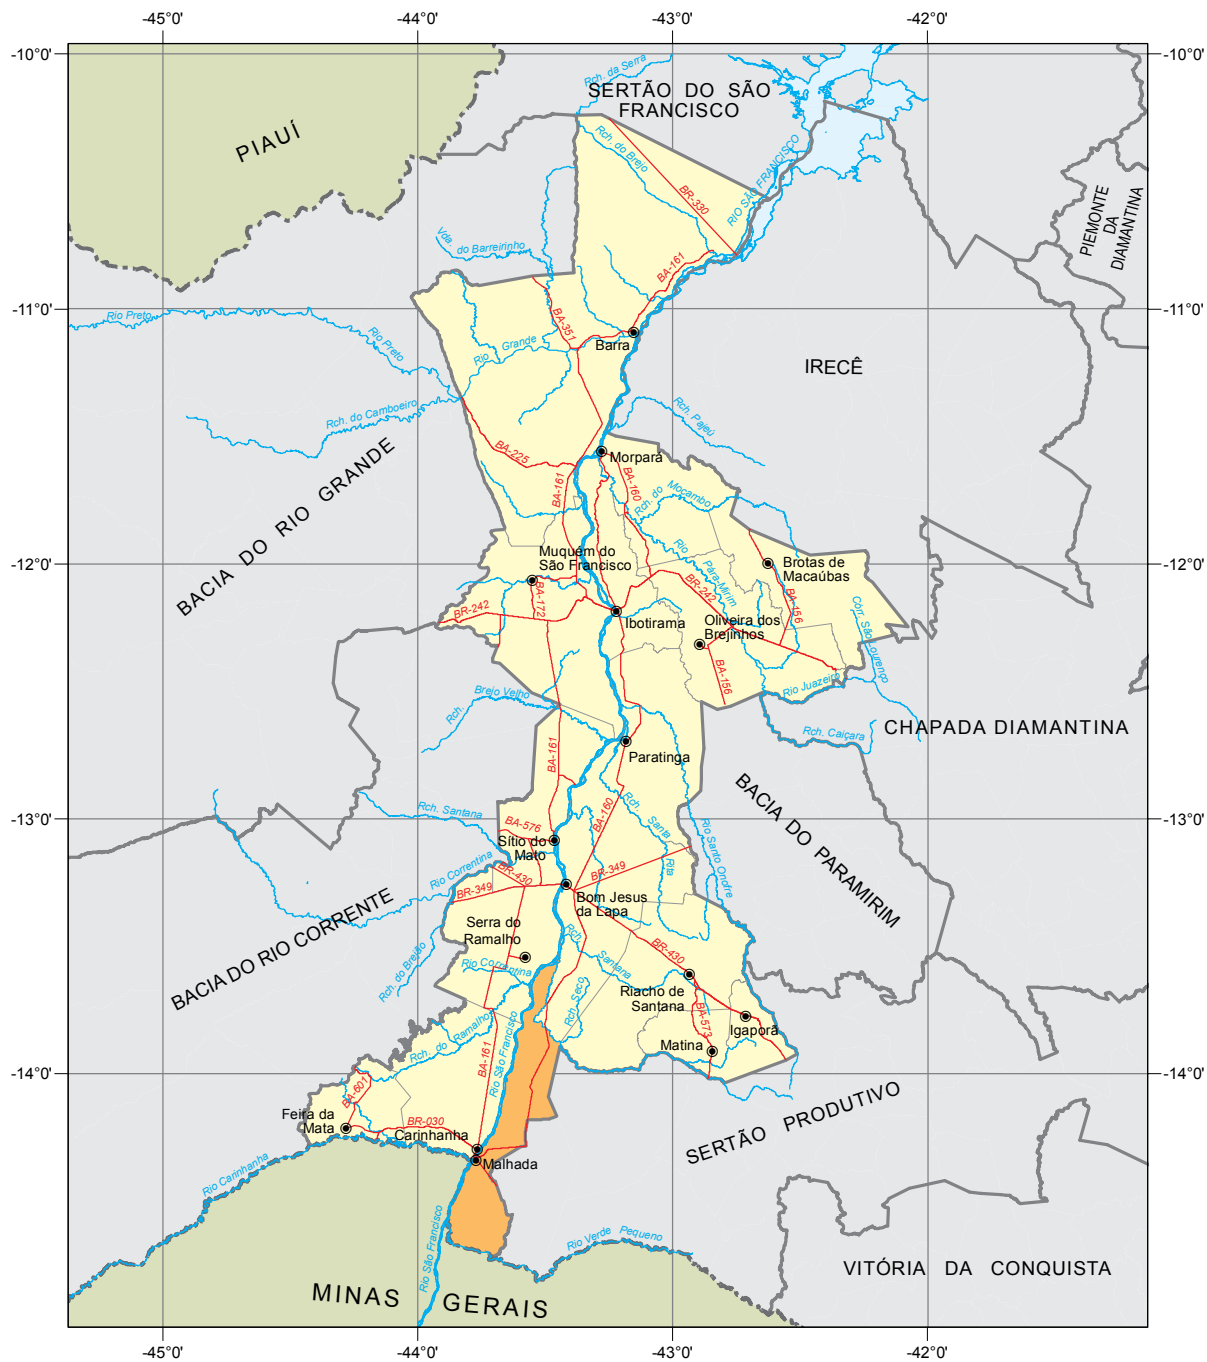 -45°0'
-44°0'
-43°0'
-42°0'
-10°0'
-10°0'
Rch. da Serra
SERTÃO DO SÃO
FRANCISCO
PIAUÍ
Rch. do Brejo
RIO SÃO FRANCISCO
BR-330
PIEMONTE
DA
DIAMANTINA
Vda. do Barreirinho
BA-161
-11°0'
-11°0'
Rio Preto
BA-351
Rio Preto
Rio Grande
Barra
IRECÊ
Rch. do Camboeiro
Rch. Pajeú
BACIA DO RIO GRANDE
BA-225
Morpará
BA-161
BA-160
Rch. do Mocambo
-12°0'
-12°0'
Muquém do
São Francisco
Rio Pára-Mirim
Brotas de
Macaúbas
BR-242
BA-172
BR-242
BA-156
Ibotirama
Oliveira dos
Brejinhos
Córr. São Lourenço
BA-156
Rio Juazeiro
Rch. Brejo Velho
CHAPADA DIAMANTINA
Rch. Caiçara
BA-161
Paratinga
BACIA DO PARAMIRIM
-13°0'
-13°0'
Rch. Santana
BA-576
BA-160
Rch. Santa Rita
Rio Santo Onofre
Sítio do
Mato
Rio Correntina
BR-430
BR-349
BR-349
Bom Jesus
da Lapa
BACIA DO RIO CORRENTE
Serra do
Ramalho
Rch. do Brejão
Rio Correntina
Rch. Santana
BR-430
Rch. Seco
Riacho de
Santana
BA-573
Igaporã
Matina
Rch. do Ramalho
Rio São Francisco
BA-161
-14°0'
-14°0'
BA-601
Feira da
Mata
BR-030
Carinhanha
Malhada
SERTÃO PRODUTIVO
Rio Carinhanha
Rio São Francisco
Rio Verde Pequeno
VITÓRIA DA CONQUISTA
MINAS GERAIS
-45°0'
-44°0'
-43°0'
-42°0'